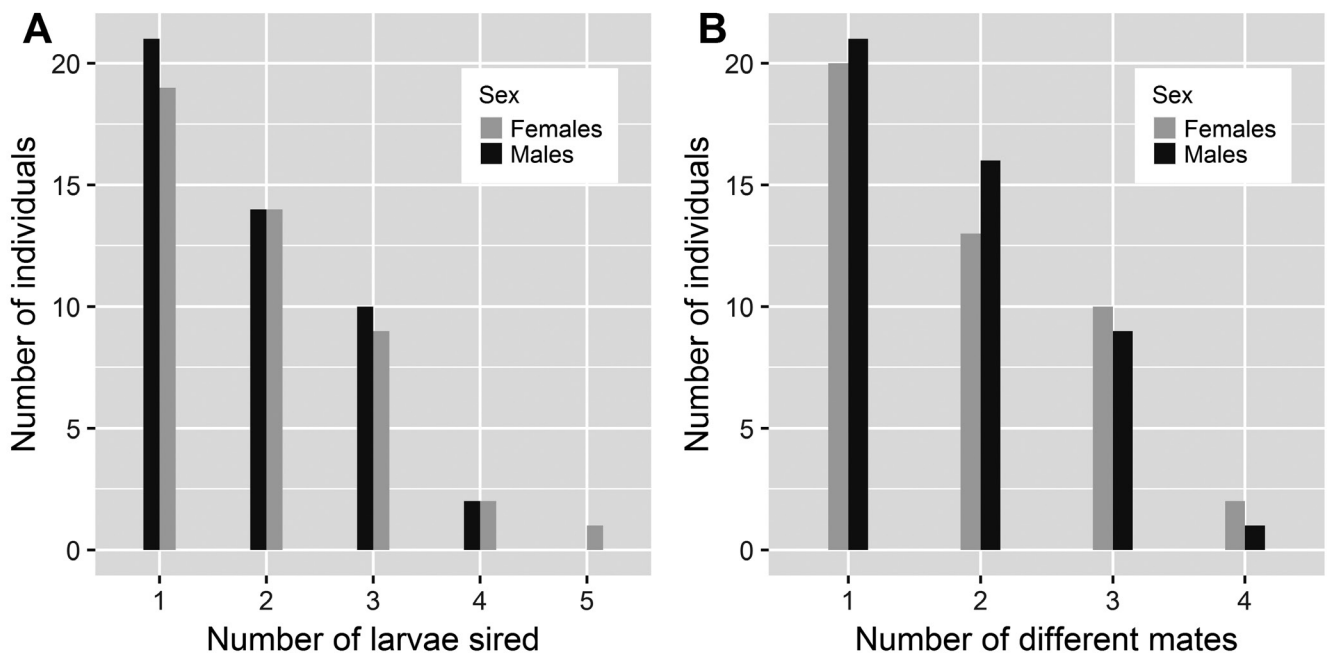 A
Number of individuals
20
15
10
5
0
Sex
Females
Males
1 2 3 4 5
Number of larvae sired
B
Number of individuals
20
15
10
5
0
Sex
Females
Males
1 2 3 4
Number of different mates